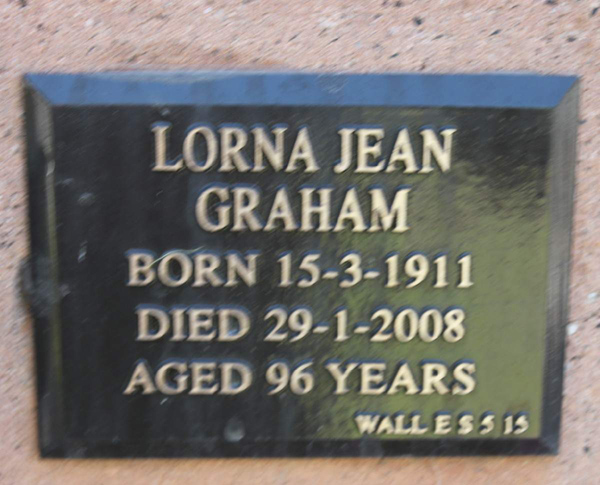 LORNA JEAN
GRAHAM
BORN 15-3-1911
DIED 29-1-2008
AGED 96 YEARS
WALL E S 5 15